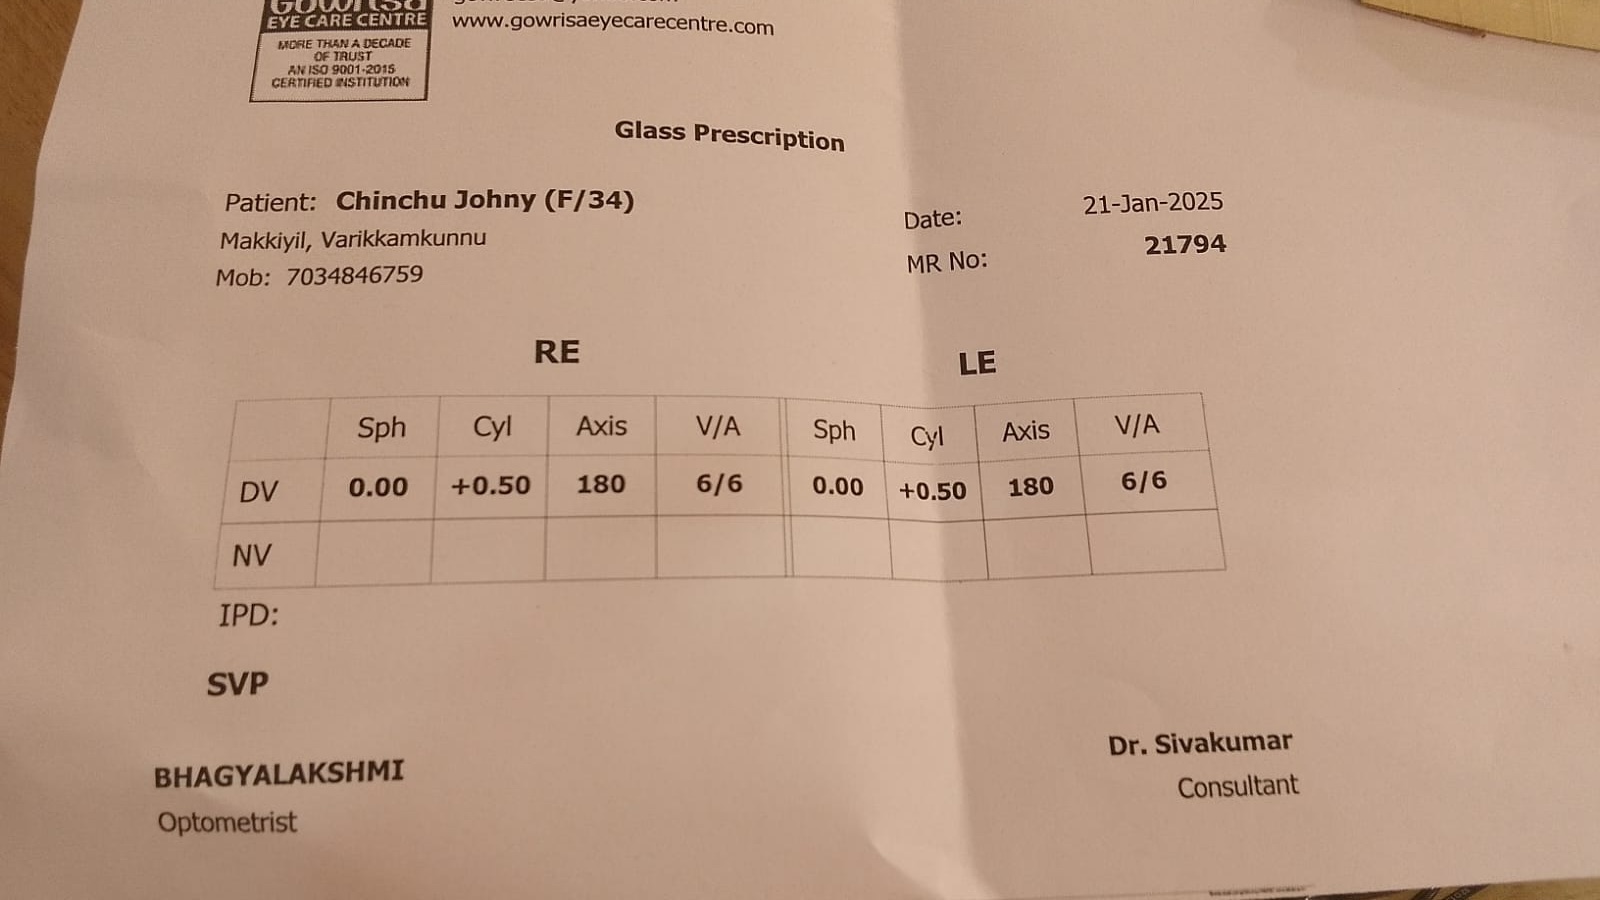 EYE CARE CENTRE
MORE THAN A DECADE
OF TRUST
AN ISO 9001-2015
CERTIFIED INSTITUTION
www.gowrisaeyecarecentre.com
Glass Prescription
Patient: Chinchu Johny (F/34)
Makkiyil, Varikkamkunnu
Mob: 7034846759
Date: 21-Jan-2025
MR No: 21794
RE LE
Sph Cyl Axis V/A Sph Cyl Axis V/A
DV 0.00 +0.50 180 6/6 0.00 +0.50 180 6/6
NV
IPD:
SVP
BHAGYALAKSHMI
Optometrist
Dr. Sivakumar
Consultant